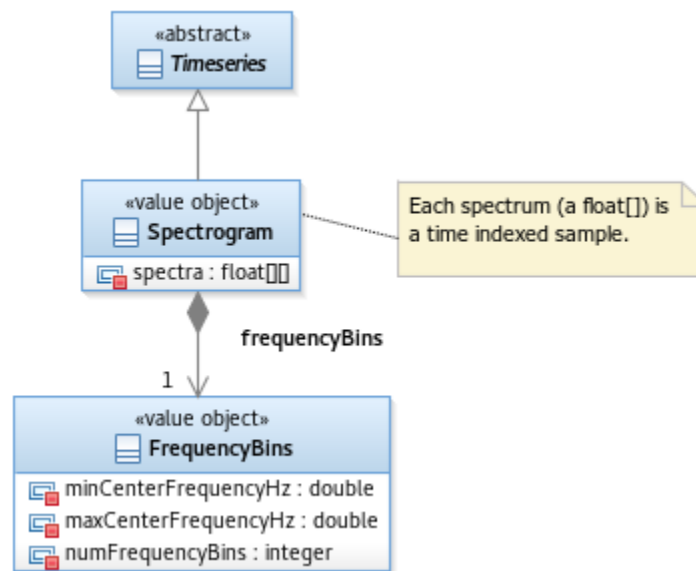 «abstract»
Timeseries
«value object»
Spectrogram
spectra : float[][]
Each spectrum (a float[]) is
a time indexed sample.
frequencyBins
1
«value object»
FrequencyBins
minCenterFrequencyHz : double
maxCenterFrequencyHz : double
numFrequencyBins : integer